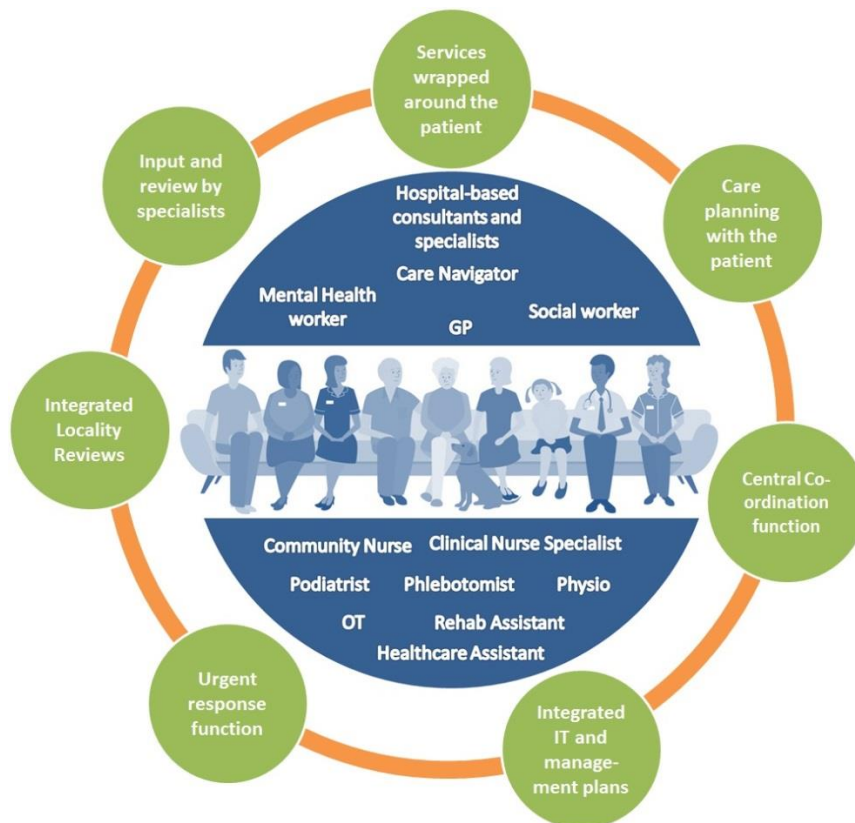 Services
wrapped
around the
patient
Input and
review by
specialists
Care
planning
with the
patient
Hospital-based
consultants and
specialists
Care Navigator
Mental Health
worker
Social worker
GP
Integrated
Locality
Reviews
Central Co-
ordination
function
Community Nurse
Clinical Nurse Specialist
Podiatrist
Phlebotomist
Physio
OT
Rehab Assistant
Healthcare Assistant
Urgent
response
function
Integrated
IT and
manage-
ment plans